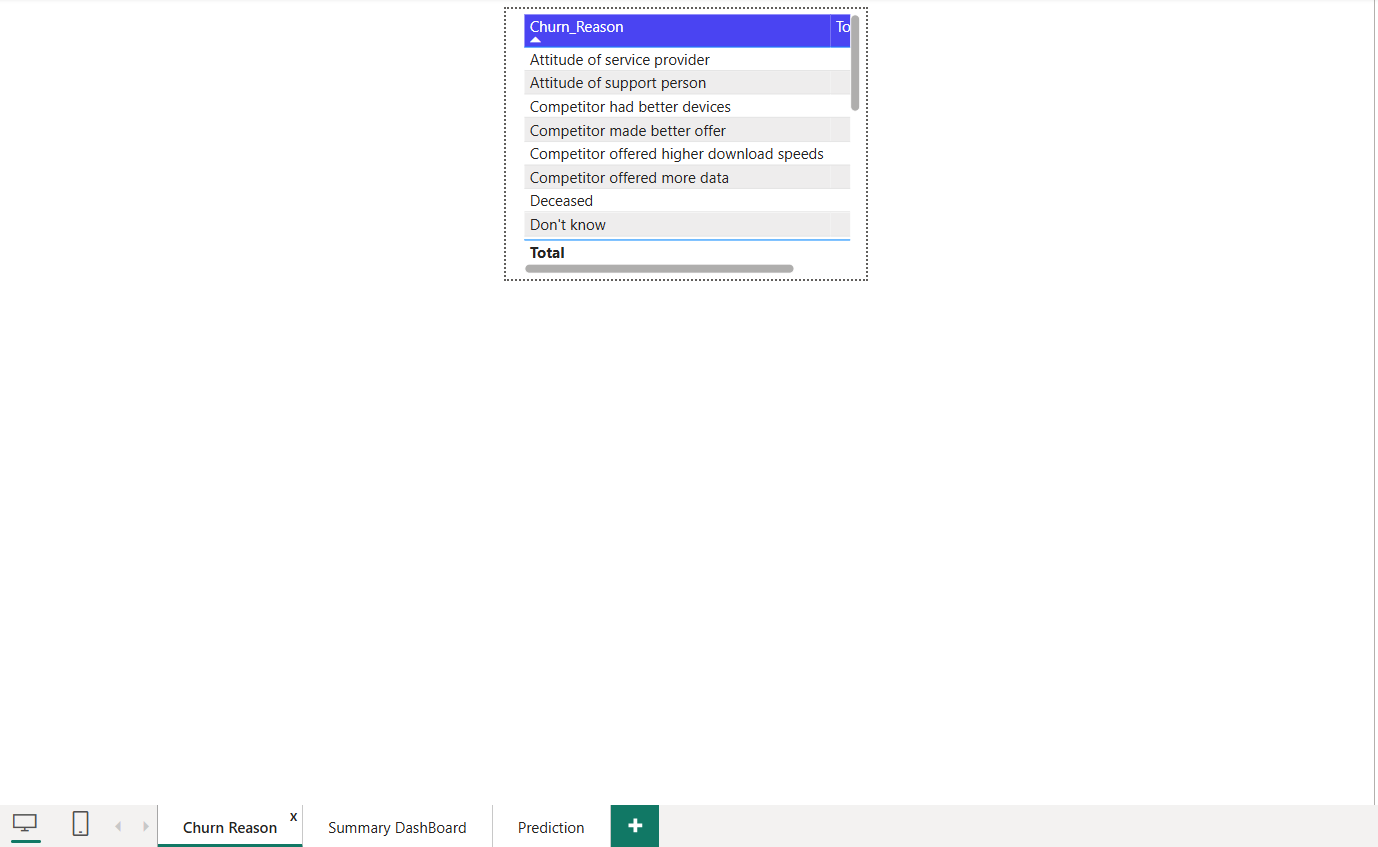 Churn_Reason To
Attitude of service provider
Attitude of support person
Competitor had better devices
Competitor made better offer
Competitor offered higher download speeds
Competitor offered more data
Deceased
Don't know
Total
Churn Reason x Summary DashBoard Prediction +